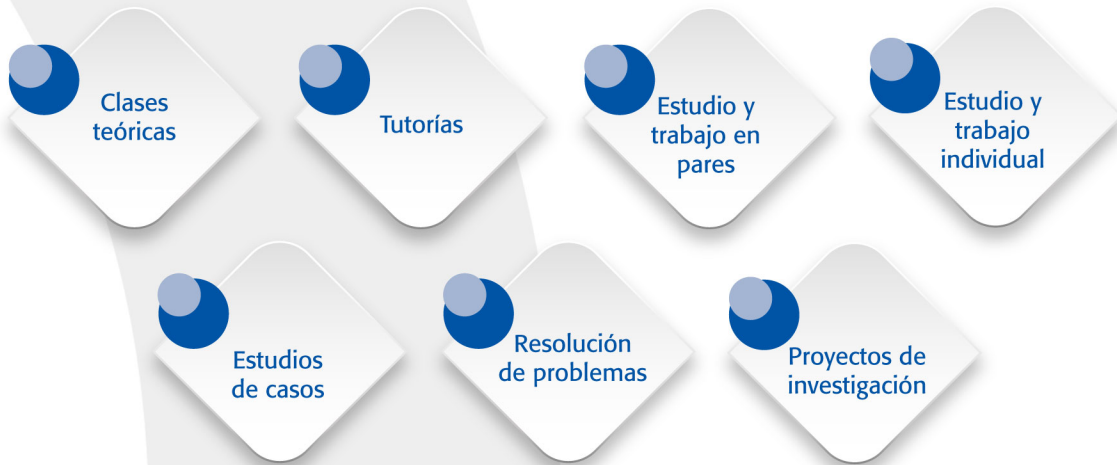 Clases
teóricas
Tutorías
Estudio y
trabajo en
pares
Estudio y
trabajo
individual
Estudios
de casos
Resolución
de problemas
Proyectos de
investigación